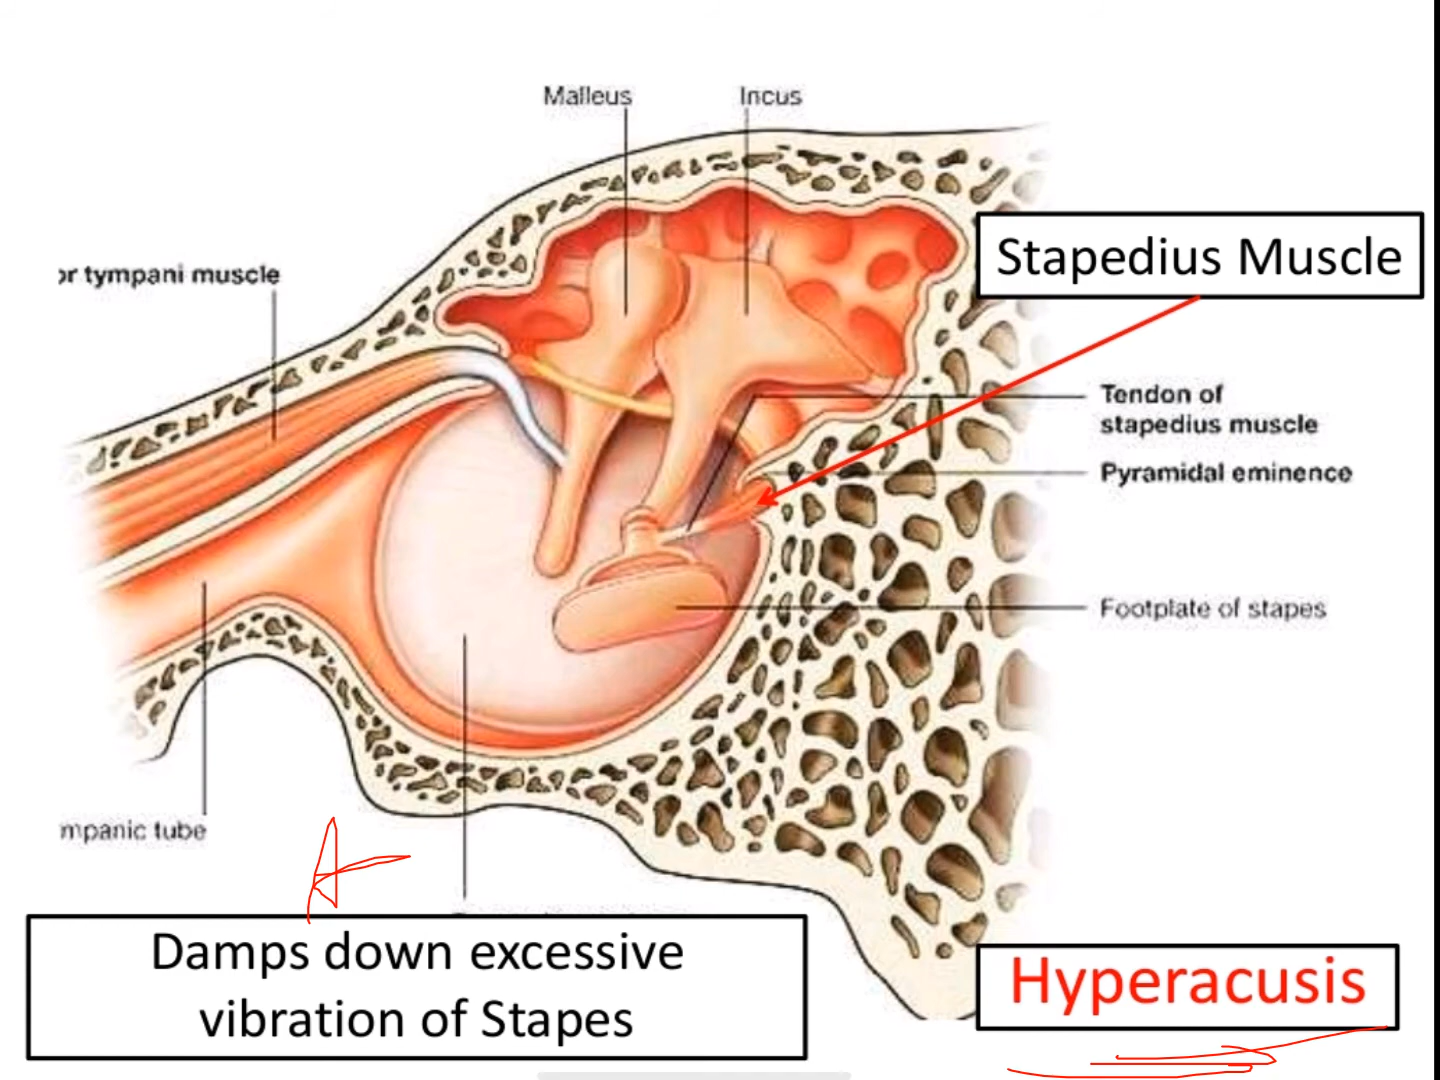 Malleus
Incus
Stapedius Muscle
or tympani muscle
Tendon of
stapedius muscle
Pyramidal eminence
Footplate of stapes
mpanic tube
Damps down excessive
vibration of Stapes
Hyperacusis